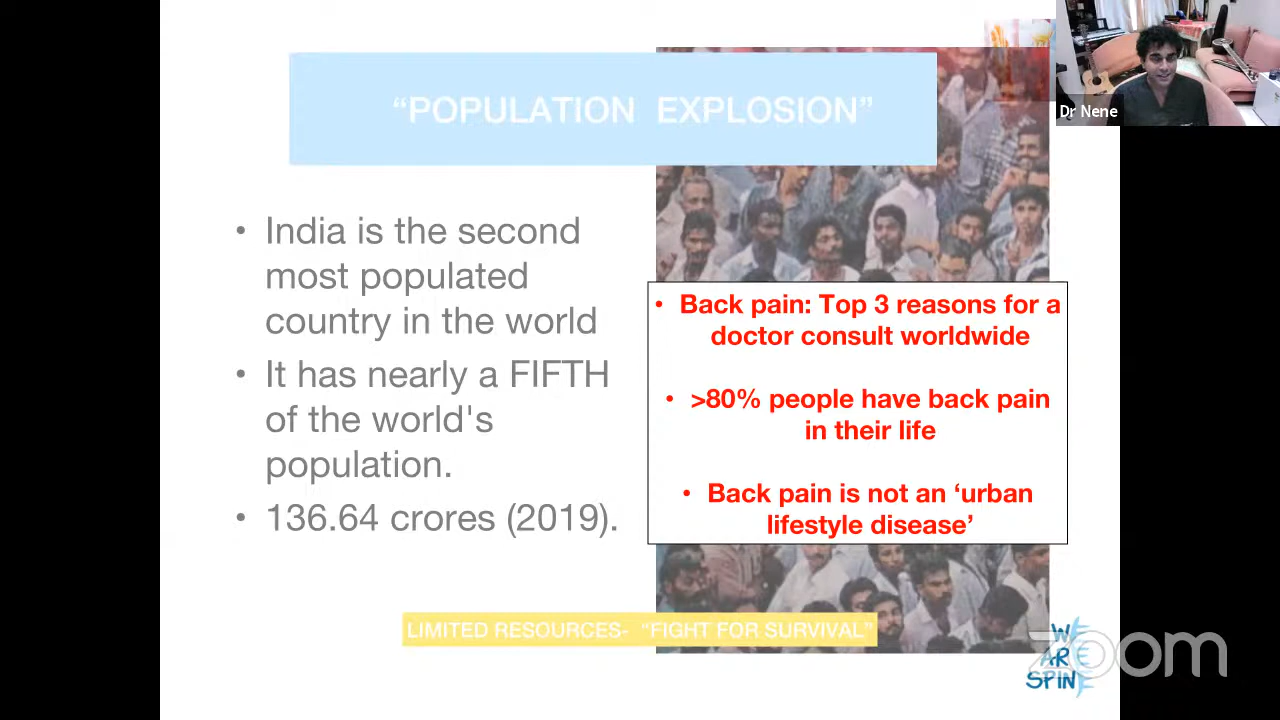 “POPULATION EXPLOSION”
Dr Nene
• India is the second
most populated
country in the world
• It has nearly a FIFTH
of the world's
population.
• 136.64 crores (2019).
• Back pain: Top 3 reasons for a
doctor consult worldwide
• >80% people have back pain
in their life
• Back pain is not an ‘urban
lifestyle disease’
LIMITED RESOURCES- “FIGHT FOR SURVIVAL”
WE
ARE
SPINE
zoom